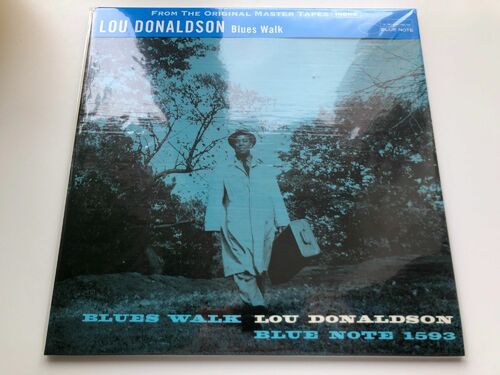 FROM THE ORIGINAL MASTER TAPES
LOU DONALDSON Blues Walk
BLUE NOTE
BLUES WALK LOU DONALDSON
BLUE NOTE 1593